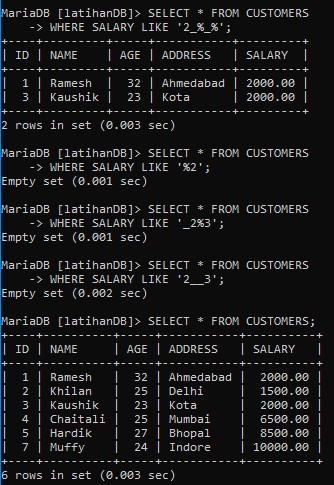 MariaDB [latihanDB]> SELECT * FROM CUSTOMERS
    -> WHERE SALARY LIKE '2_%_%';
+----+---------+-----+-----------+---------+
| ID | NAME    | AGE | ADDRESS   | SALARY  |
+----+---------+-----+-----------+---------+
|  1 | Ramesh  |  32 | Ahmedabad | 2000.00 |
|  3 | Kaushik |  23 | Kota      | 2000.00 |
+----+---------+-----+-----------+---------+
2 rows in set (0.003 sec)

MariaDB [latihanDB]> SELECT * FROM CUSTOMERS
    -> WHERE SALARY LIKE '%2';
Empty set (0.001 sec)

MariaDB [latihanDB]> SELECT * FROM CUSTOMERS
    -> WHERE SALARY LIKE '_2%3';
Empty set (0.001 sec)

MariaDB [latihanDB]> SELECT * FROM CUSTOMERS
    -> WHERE SALARY LIKE '2__3';
Empty set (0.002 sec)

MariaDB [latihanDB]> SELECT * FROM CUSTOMERS;
+----+----------+-----+-----------+----------+
| ID | NAME     | AGE | ADDRESS   | SALARY   |
+----+----------+-----+-----------+----------+
|  1 | Ramesh   |  32 | Ahmedabad |  2000.00 |
|  2 | Khilan   |  25 | Delhi     |  1500.00 |
|  3 | Kaushik  |  23 | Kota      |  2000.00 |
|  4 | Chaitali |  25 | Mumbai    |  6500.00 |
|  5 | Hardik   |  27 | Bhopal    |  8500.00 |
|  7 | Muffy    |  24 | Indore    | 10000.00 |
+----+----------+-----+-----------+----------+
6 rows in set (0.003 sec)